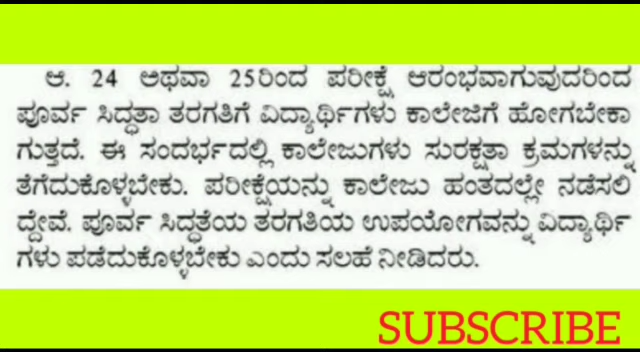 ಆ. 24 ಅಥವಾ 25ರಿಂದ ಪರೀಕ್ಷೆ ಆರಂಭವಾಗುವುದರಿಂದ
ಪೂರ್ವ ಸಿದ್ಧತಾ ತರಗತಿಗೆ ವಿದ್ಯಾರ್ಥಿಗಳು ಕಾಲೇಜಿಗೆ ಹೋಗಬೇಕಾ
ಗುತ್ತದೆ. ಈ ಸಂದರ್ಭದಲ್ಲಿ ಕಾಲೇಜುಗಳು ಸುರಕ್ಷತಾ ಕ್ರಮಗಳನ್ನು
ತೆಗೆದುಕೊಳ್ಳಬೇಕು. ಪರೀಕ್ಷೆಯನ್ನು ಕಾಲೇಜು ಹಂತದಲ್ಲೇ ನಡೆಸಲಿ
ದ್ದೇವೆ. ಪೂರ್ವ ಸಿದ್ಧತೆಯ ತರಗತಿಯ ಉಪಯೋಗವನ್ನು ವಿದ್ಯಾರ್ಥಿ
ಗಳು ಪಡೆದುಕೊಳ್ಳಬೇಕು ಎಂದು ಸಲಹೆ ನೀಡಿದರು.
SUBSCRIBE